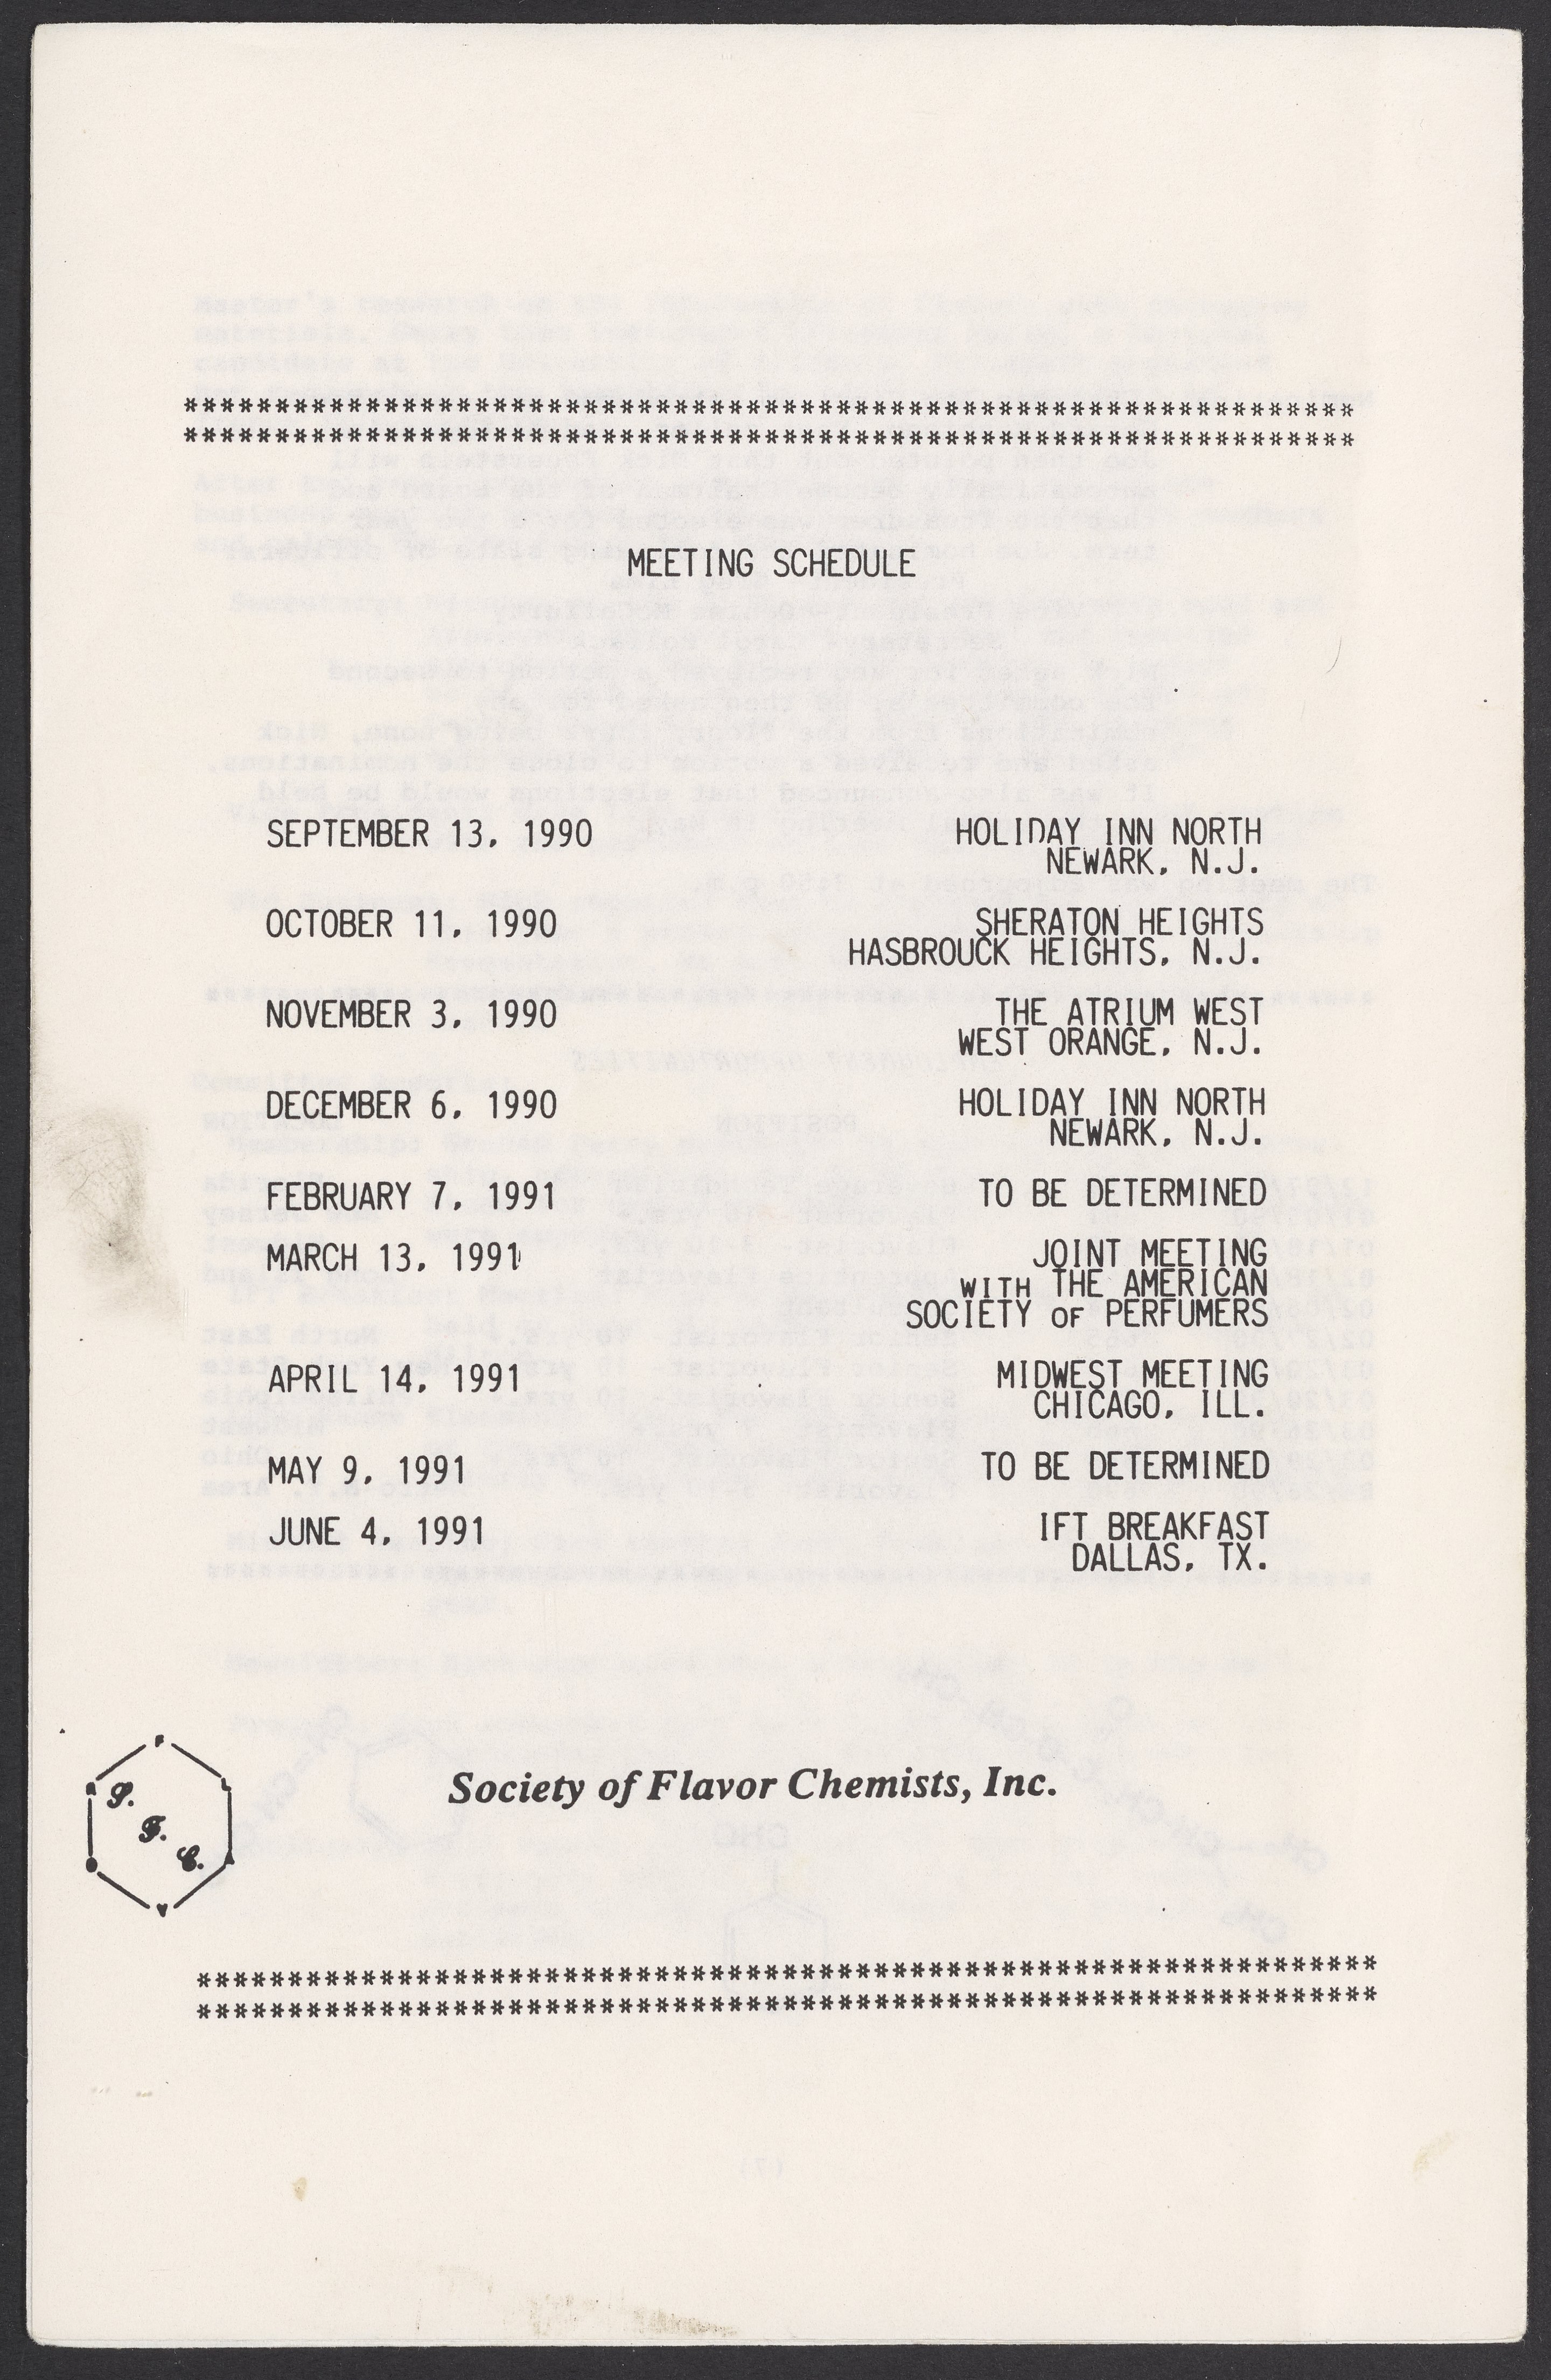 ****************************************************************
****************************************************************
MEETING SCHEDULE
SEPTEMBER 13, 1990 HOLIDAY INN NORTH
NEWARK, N.J.
OCTOBER 11, 1990 SHERATON HEIGHTS
HASBROUCK HEIGHTS, N.J.
NOVEMBER 3, 1990 THE ATRIUM WEST
WEST ORANGE, N.J.
DECEMBER 6, 1990 HOLIDAY INN NORTH
NEWARK, N.J.
FEBRUARY 7, 1991 TO BE DETERMINED
MARCH 13, 1991 JOINT MEETING
WITH THE AMERICAN
SOCIETY OF PERFUMERS
APRIL 14, 1991 MIDWEST MEETING
CHICAGO, ILL.
MAY 9, 1991 TO BE DETERMINED
JUNE 4, 1991 IFT BREAKFAST
DALLAS, TX.
S.
F.
C.
Society of Flavor Chemists, Inc.
****************************************************************
****************************************************************